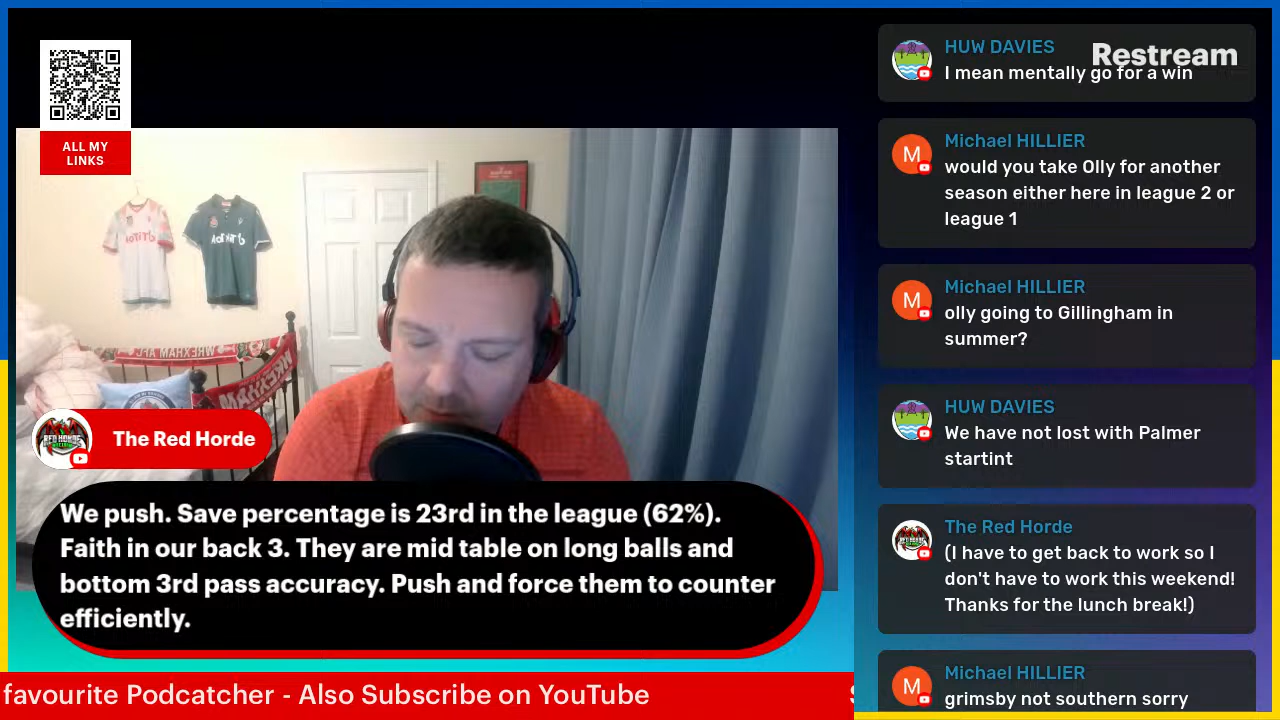 ALL MY
LINKS
WREXHAM AFC
WREXHAM
The Red Horde
We push. Save percentage is 23rd in the league (62%).
Faith in our back 3. They are mid table on long balls and
bottom 3rd pass accuracy. Push and force them to counter
efficiently.
favourite Podcatcher - Also Subscribe on YouTube
Restream
HUW DAVIES
I mean mentally go for a win
M
Michael HILLIER
would you take Olly for another
season either here in league 2 or
league 1
M
Michael HILLIER
olly going to Gillingham in
summer?
HUW DAVIES
We have not lost with Palmer
startint
The Red Horde
(I have to get back to work so I
don't have to work this weekend!
Thanks for the lunch break!)
M
Michael HILLIER
grimsby not southern sorry